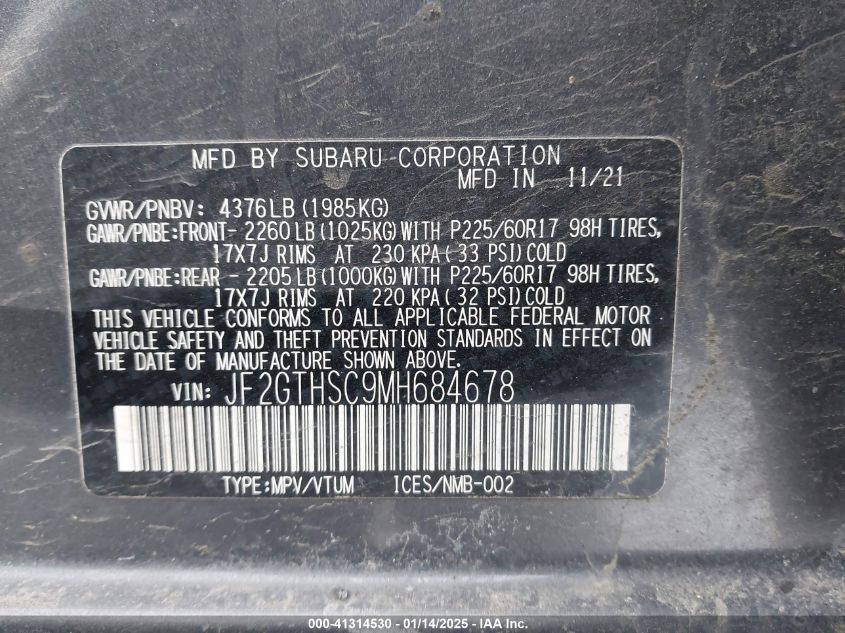 MFD BY SUBARU CORPORATION
MFD IN 11/21
GVWR/PNBV: 4376LB (1985KG)
GAWR/PNBE:FRONT- 2260LB (1025KG) WITH P225/60R17 98H TIRES,
17X7J RIMS AT 230 KPA ( 33 PSI) COLD
GAWR/PNBE:REAR - 2205LB (1000KG) WITH P225/60R17 98H TIRES,
17X7J RIMS AT 220 KPA ( 32 PSI) COLD
THIS VEHICLE CONFORMS TO ALL APPLICABLE FEDERAL MOTOR
VEHICLE SAFETY AND THEFT PREVENTION STANDARDS IN EFFECT ON
THE DATE OF MANUFACTURE SHOWN ABOVE.
VIN: JF2GTHSC9MH684678
TYPE:MPV/VTUM ICES/NMB-002
000-41314530 - 01/14/2025 - IAA Inc.